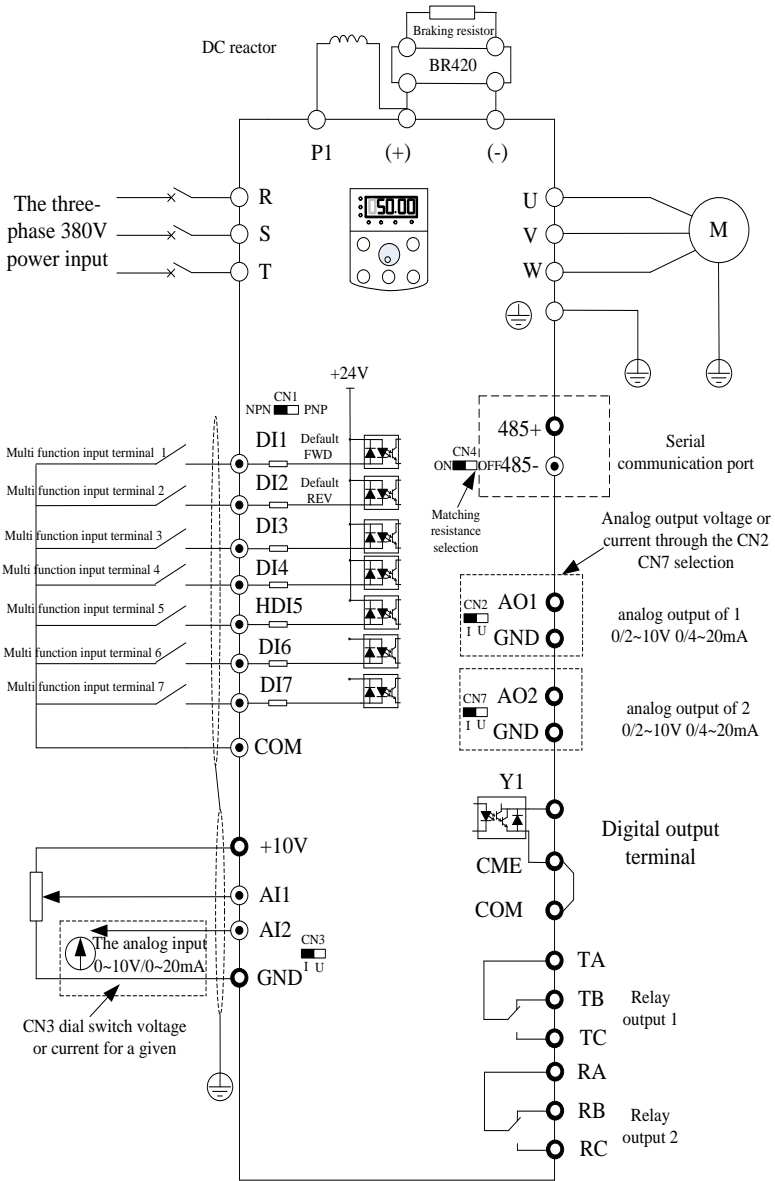 Braking resistor
DC reactor
BR420
P1
(+)
(-)
The three-
phase 380V
power input
R
S
T
50.00
U
V
W
M
+24V
CN1
NPN
PNP
Multi function input terminal 1
DI1
Default
FWD
Multi function input terminal 2
DI2
Default
REV
Multi function input terminal 3
DI3
Multi function input terminal 4
DI4
Multi function input terminal 5
HDI5
Multi function input terminal 6
DI6
Multi function input terminal 7
DI7
COM
+10V
AI1
AI2
The analog input
0~10V/0~20mA
CN3
I U
GND
CN3 dial switch voltage
or current for a given
485+
CN4
ON
OFF
485-
Serial
communication port
Matching
resistance
selection
Analog output voltage or
current through the CN2
CN7 selection
CN2
I U
AO1
GND
analog output of 1
0/2~10V 0/4~20mA
CN7
I U
AO2
GND
analog output of 2
0/2~10V 0/4~20mA
Y1
CME
COM
Digital output
terminal
TA
TB
TC
Relay
output 1
RA
RB
RC
Relay
output 2